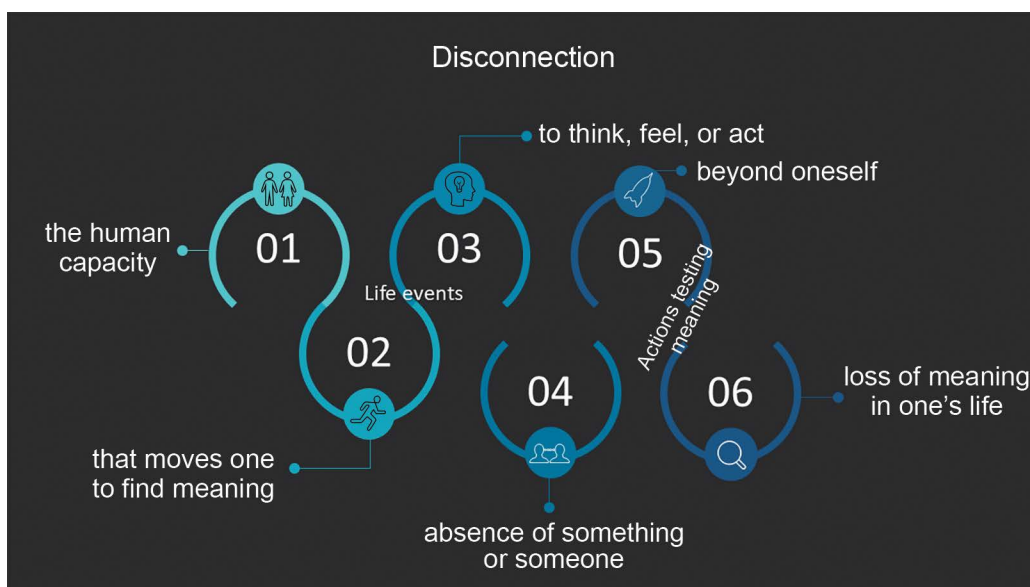 Disconnection
to think, feel, or act
beyond oneself
the human
capacity
01
03
05
Life events
Actions testing
meaning
02
04
06
loss of meaning
in one's life
that moves one
to find meaning
absence of something
or someone